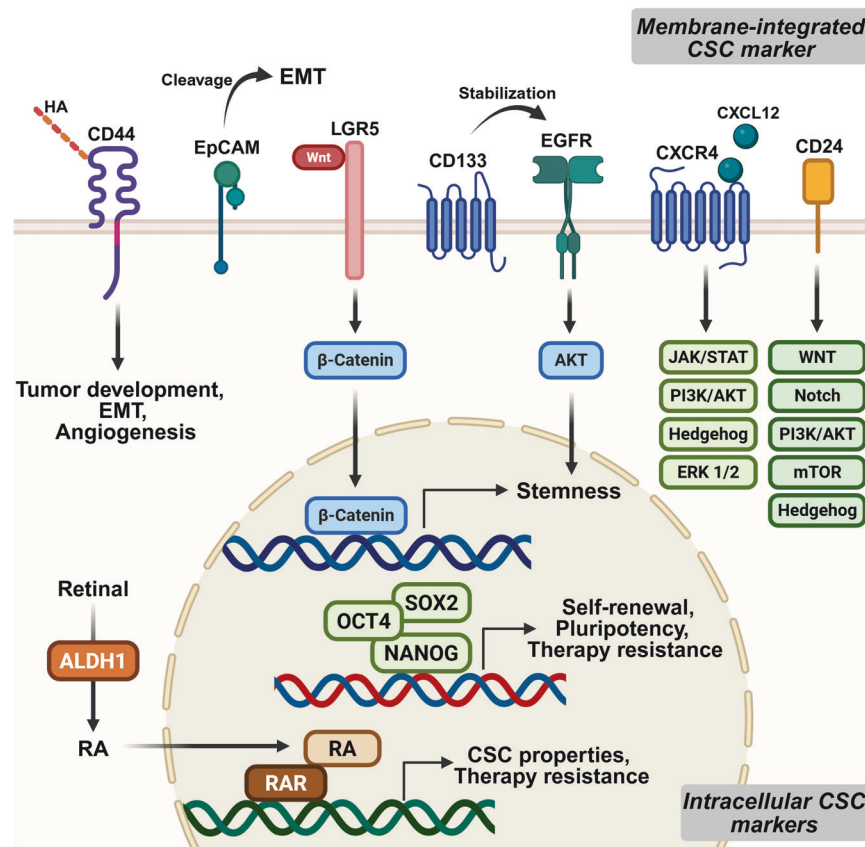 Membrane-integrated
CSC marker
HA
CD44
Cleavage
EMT
EpCAM
LGR5
Wnt
Stabilization
CD133
EGFR
CXCL12
CXCR4
CD24
β-Catenin
AKT
JAK/STAT
PI3K/AKT
Hedgehog
ERK 1/2
WNT
Notch
PI3K/AKT
mTOR
Hedgehog
Tumor development,
EMT,
Angiogenesis
β-Catenin
Stemness
Retinal
ALDH1
RA
SOX2
OCT4
NANOG
Self-renewal,
Pluripotency,
Therapy resistance
RA
RAR
CSC properties,
Therapy resistance
Intracellular CSC
markers